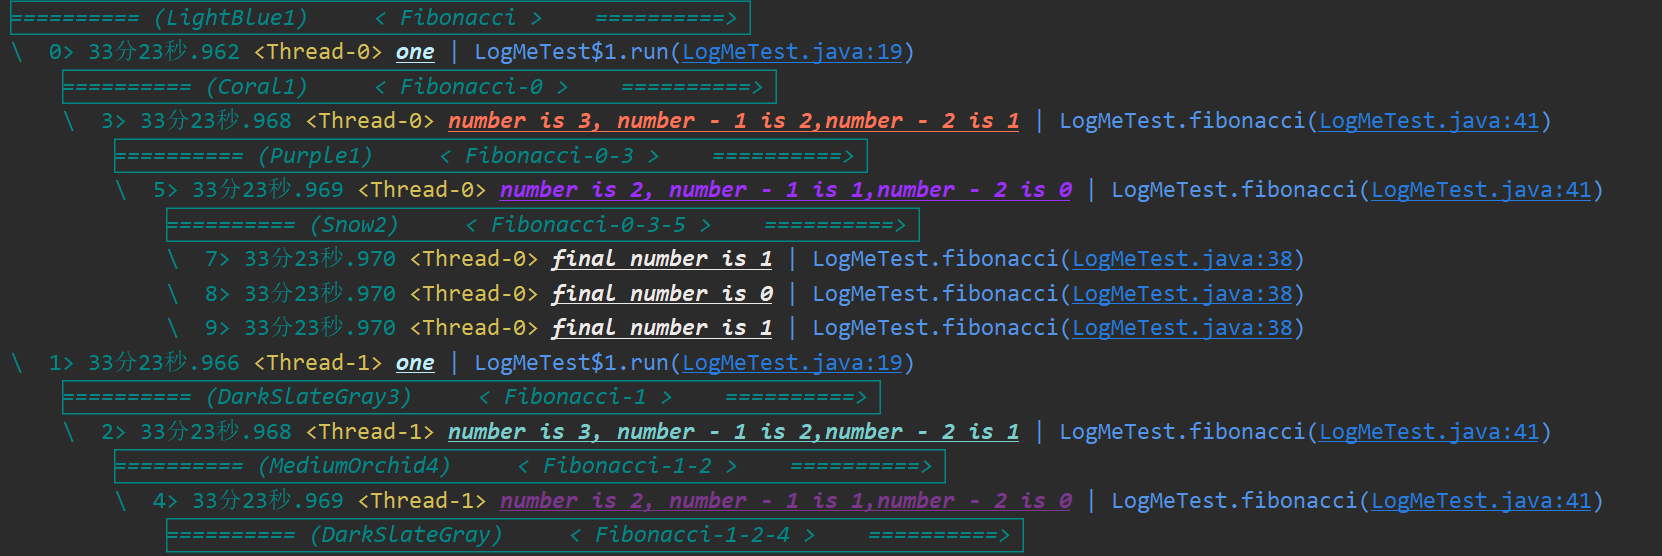 ========== (LightBlue1)     < Fibonacci >    ==========>
\  0> 33分23秒.962 <Thread-0> one | LogMeTest$1.run(LogMeTest.java:19)
========== (Coral1)     < Fibonacci-0 >    ==========>
\  3> 33分23秒.968 <Thread-0> number is 3, number - 1 is 2,number - 2 is 1 | LogMeTest.fibonacci(LogMeTest.java:41)
========== (Purple1)     < Fibonacci-0-3 >    ==========>
\  5> 33分23秒.969 <Thread-0> number is 2, number - 1 is 1,number - 2 is 0 | LogMeTest.fibonacci(LogMeTest.java:41)
========== (Snow2)     < Fibonacci-0-3-5 >    ==========>
\  7> 33分23秒.970 <Thread-0> final number is 1 | LogMeTest.fibonacci(LogMeTest.java:38)
\  8> 33分23秒.970 <Thread-0> final number is 0 | LogMeTest.fibonacci(LogMeTest.java:38)
\  9> 33分23秒.970 <Thread-0> final number is 1 | LogMeTest.fibonacci(LogMeTest.java:38)
\  1> 33分23秒.966 <Thread-1> one | LogMeTest$1.run(LogMeTest.java:19)
========== (DarkSlateGray3)     < Fibonacci-1 >    ==========>
\  2> 33分23秒.968 <Thread-1> number is 3, number - 1 is 2,number - 2 is 1 | LogMeTest.fibonacci(LogMeTest.java:41)
========== (MediumOrchid4)     < Fibonacci-1-2 >    ==========>
\  4> 33分23秒.969 <Thread-1> number is 2, number - 1 is 1,number - 2 is 0 | LogMeTest.fibonacci(LogMeTest.java:41)
========== (DarkSlateGray)     < Fibonacci-1-2-4 >    ==========>